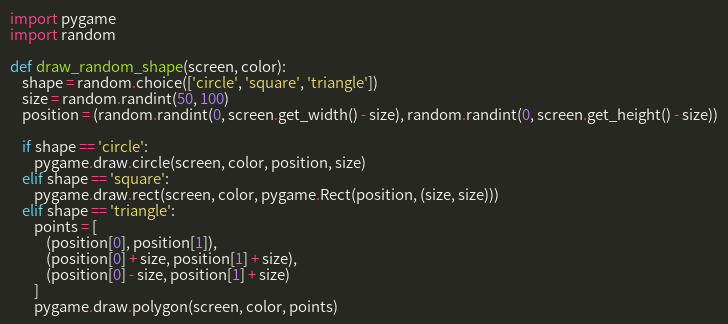 import pygame
import random

def draw_random_shape(screen, color):
    shape = random.choice(['circle', 'square', 'triangle'])
    size = random.randint(50, 100)
    position = (random.randint(0, screen.get_width() - size), random.randint(0, screen.get_height() - size))

    if shape == 'circle':
        pygame.draw.circle(screen, color, position, size)
    elif shape == 'square':
        pygame.draw.rect(screen, color, pygame.Rect(position, (size, size)))
    elif shape == 'triangle':
        points = [
            (position[0], position[1]),
            (position[0] + size, position[1] + size),
            (position[0] - size, position[1] + size)
        ]
        pygame.draw.polygon(screen, color, points)